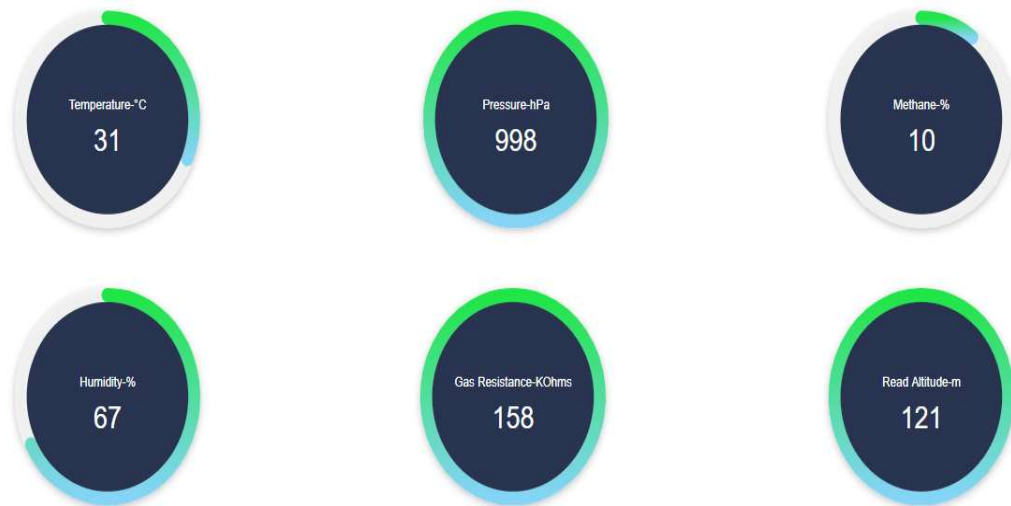 Temperature-°C
31
Pressure-hPa
998
Methane-%
10
Humidity-%
67
Gas Resistance-KOhms
158
Read Altitude-m
121